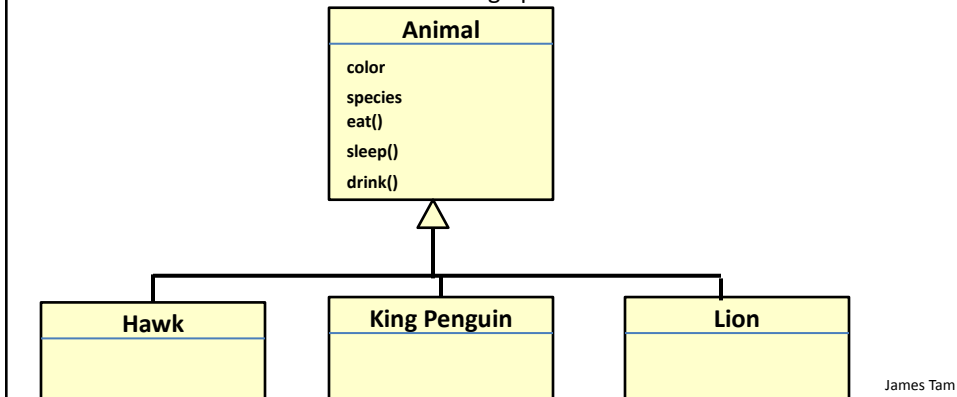 Animal
color
species
eat()
sleep()
drink()
Hawk
King Penguin
Lion
James Tam